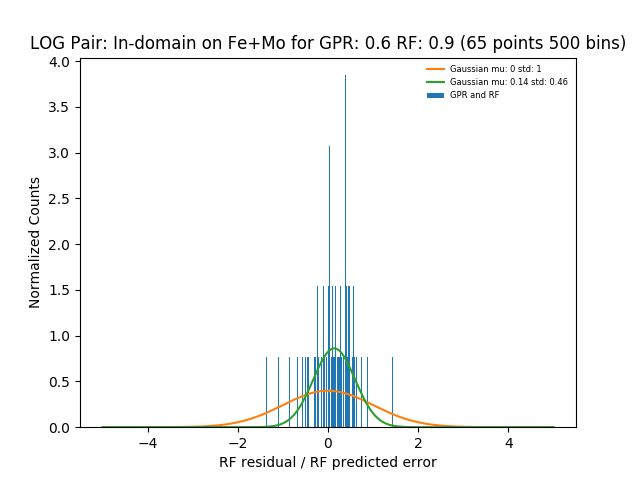 LOG Pair: In-domain on Fe+Mo for GPR: 0.6 RF: 0.9 (65 points 500 bins)
Gaussian mu: 0 std: 1
Gaussian mu: 0.14 std: 0.46
GPR and RF
Normalized Counts
4.0
3.5
3.0
2.5
2.0
1.5
1.0
0.5
0.0
−4 −2 0 2 4
RF residual / RF predicted error